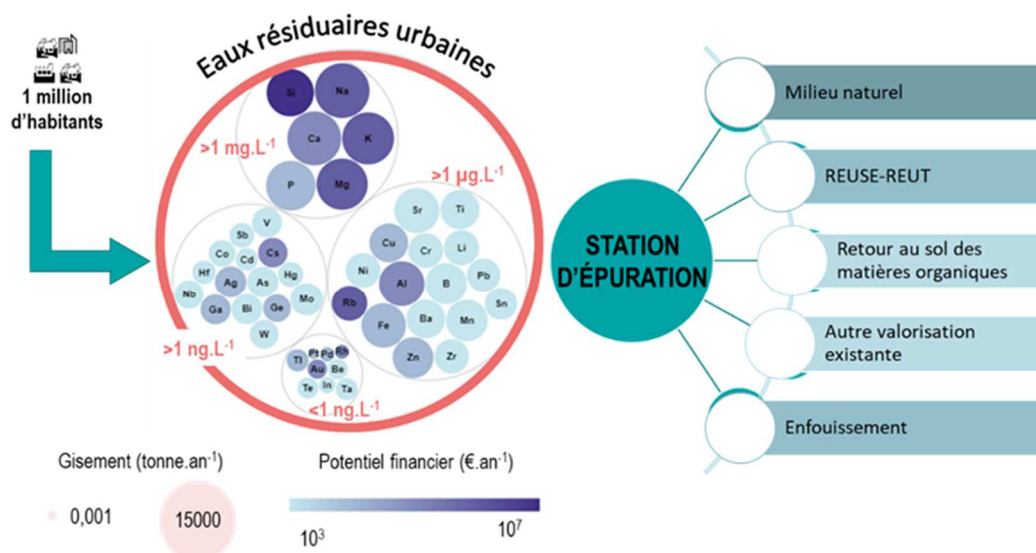 1 million
d'habitants
Eaux résiduaires urbaines
Si
Na
Ca
K
P
Mg
>1 mg.L⁻¹
>1 µg.L⁻¹
Sr
Ti
Cu
Cr
Li
Ni
Al
B
Pb
Rb
Sn
Fe
Ba
Mn
Zn
Zr
V
Sb
Co
Cd
Cs
Hf
Ag
As
Hg
Nb
Mo
Ga
Bi
Ge
W
>1 ng.L⁻¹
Tl
Pt
Pd
Rh
Au
Be
Te
In
Ta
<1 ng.L⁻¹
STATION
D'ÉPURATION
Milieu naturel
REUSE-REUT
Retour au sol des
matières organiques
Autre valorisation
existante
Enfouissement
Gisement (tonne.an⁻¹)
0,001
15000
Potentiel financier (€.an⁻¹)
10³
10⁷